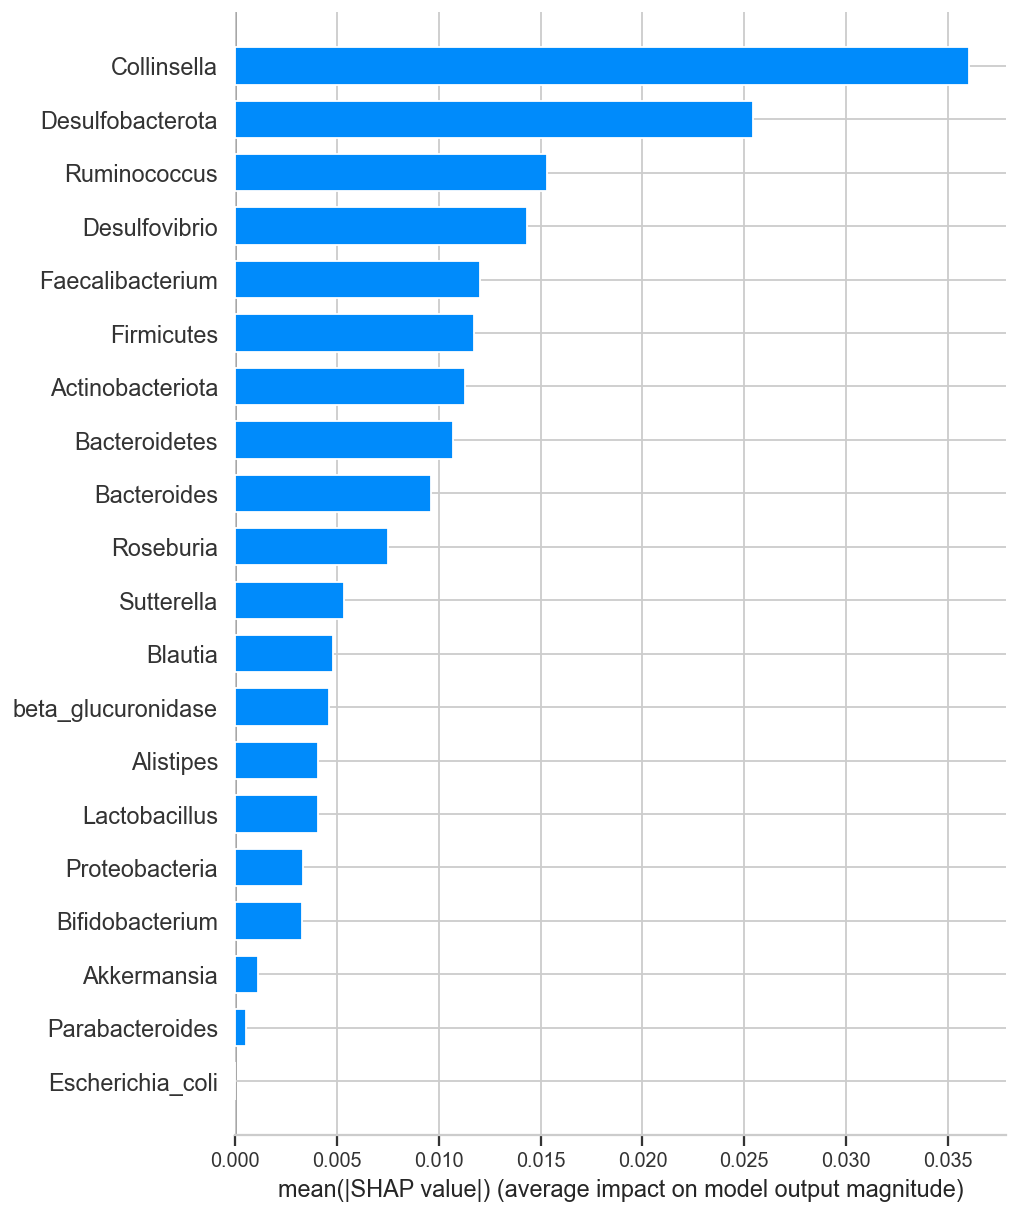 Collinsella
Desulfobacterota
Ruminococcus
Desulfovibrio
Faecalibacterium
Firmicutes
Actinobacteriota
Bacteroidetes
Bacteroides
Roseburia
Sutterella
Blautia
beta_glucuronidase
Alistipes
Lactobacillus
Proteobacteria
Bifidobacterium
Akkermansia
Parabacteroides
Escherichia_coli
0.000 0.005 0.010 0.015 0.020 0.025 0.030 0.035
mean(|SHAP value|) (average impact on model output magnitude)